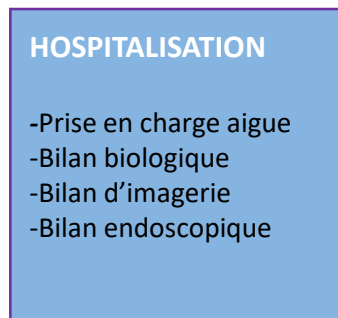 HOSPITALISATION
-Prise en charge aigue
-Bilan biologique
-Bilan d’imagerie
-Bilan endoscopique